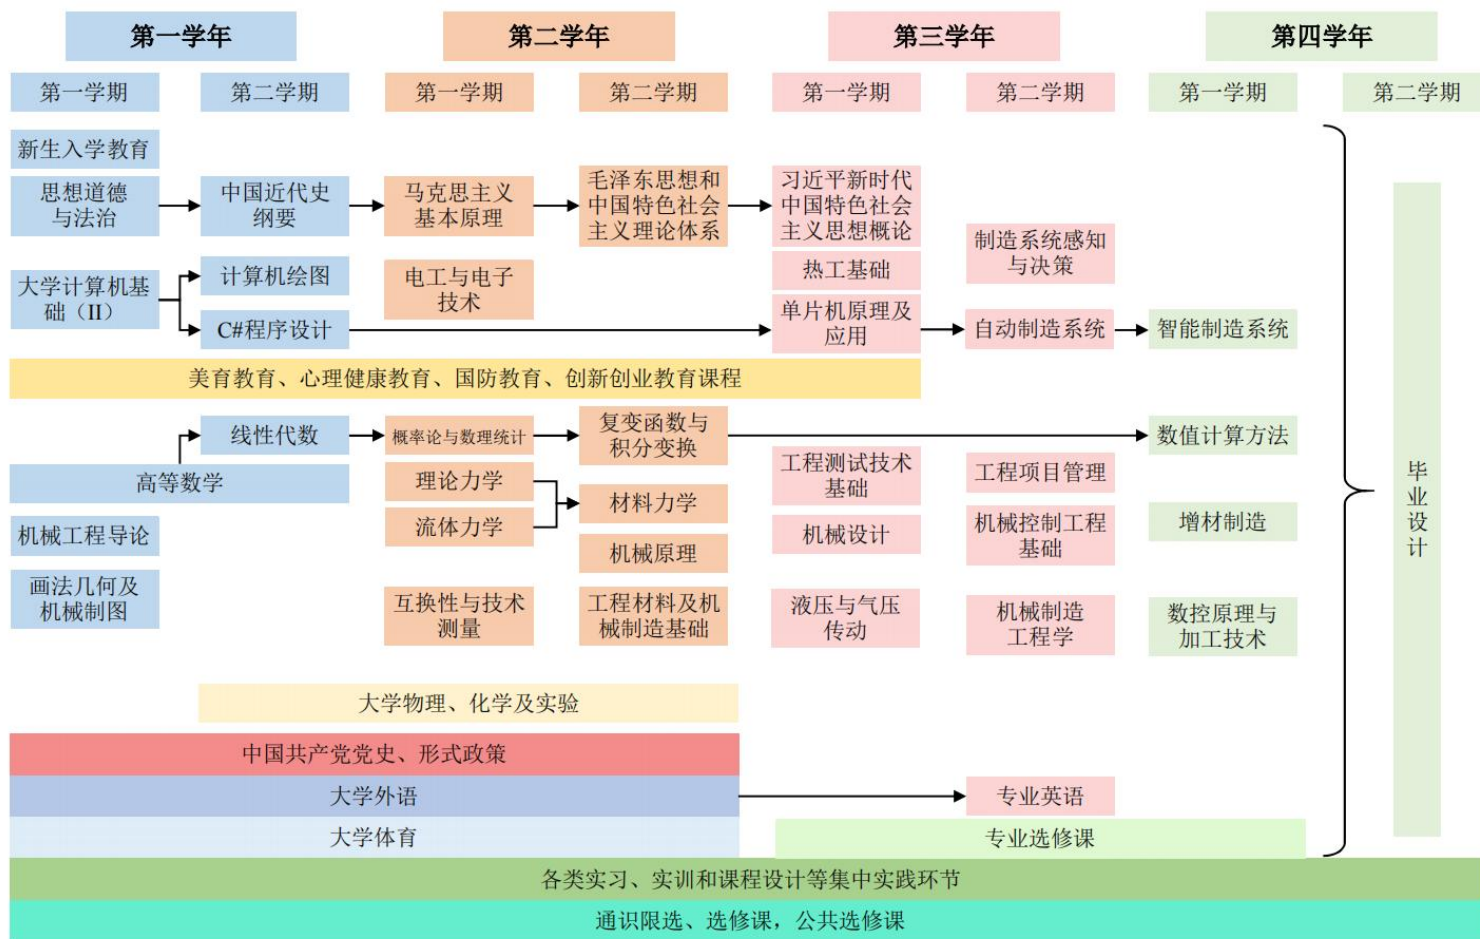 第一学年
第二学年
第三学年
第四学年
第一学期
第二学期
第一学期
第二学期
第一学期
第二学期
第一学期
第二学期
新生入学教育
思想道德
与法治
中国近代史
纲要
马克思主义
基本原理
毛泽东思想和
中国特色社会
主义理论体系
习近平新时代
中国特色社会
主义思想概论
制造系统感知
与决策
大学计算机基
础（II）
计算机绘图
C#程序设计
电工与电子
技术
热工基础
单片机原理及
应用
自动制造系统
智能制造系统
美育教育、心理健康教育、国防教育、创新创业教育课程
线性代数
概率论与数理统计
复变函数与
积分变换
数值计算方法
高等数学
理论力学
流体力学
材料力学
工程测试技术
基础
工程项目管理
机械工程导论
机械原理
机械设计
机械控制工程
基础
增材制造
画法几何及
机械制图
互换性与技术
测量
工程材料及机
械制造基础
液压与气压
传动
机械制造
工程学
数控原理与
加工技术
毕
业
设
计
大学物理、化学及实验
中国共产党党史、形式政策
大学外语
专业英语
大学体育
专业选修课
各类实习、实训和课程设计等集中实践环节
通识限选、选修课，公共选修课